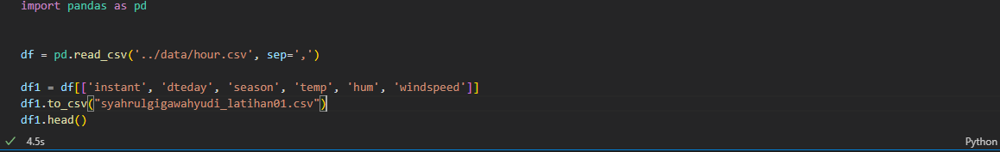 import pandas as pd
df = pd.read_csv('../data/hour.csv', sep=',')
df1 = df[['instant', 'dteday', 'season', 'temp', 'hum', 'windspeed']]
df1.to_csv("syahrulgigawahyudi_latihan01.csv")
df1.head()
4.5s
Python